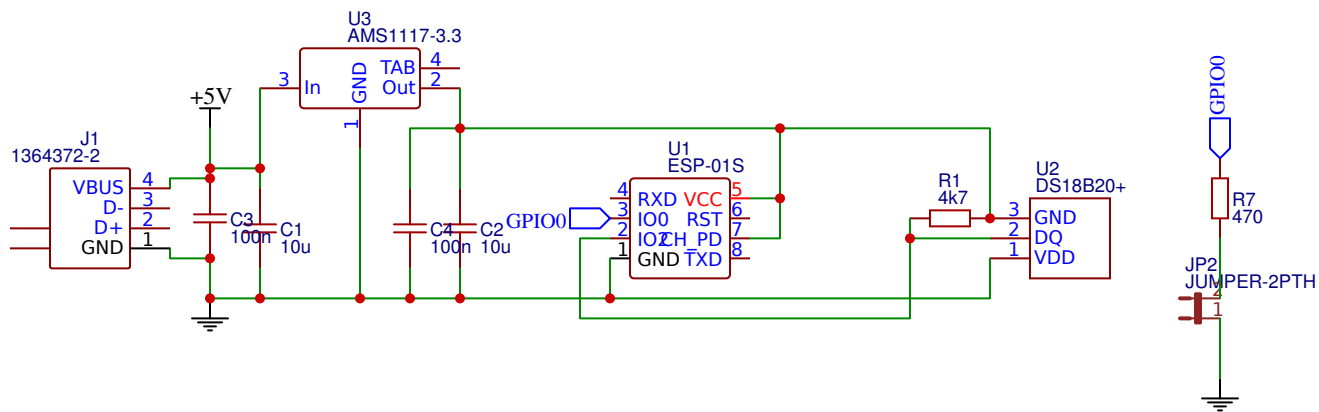 U3
AMS1117-3.3
3
In
GND
TAB
4
Out
2
1
+5V
J1
1364372-2
VBUS
4
D-
3
D+
2
GND
1
C3
100n
C1
10u
C4
100n
C2
10u
GPIO0
U1
ESP-01S
4
RXD
VCC
5
3
IO0
RST
6
2
IO2
CH_PD
7
1
GND
TXD
8
R1
4k7
U2
DS18B20+
3
GND
2
DQ
1
VDD
GPIO0
R7
470
JP2
JUMPER-2PTH
2
1